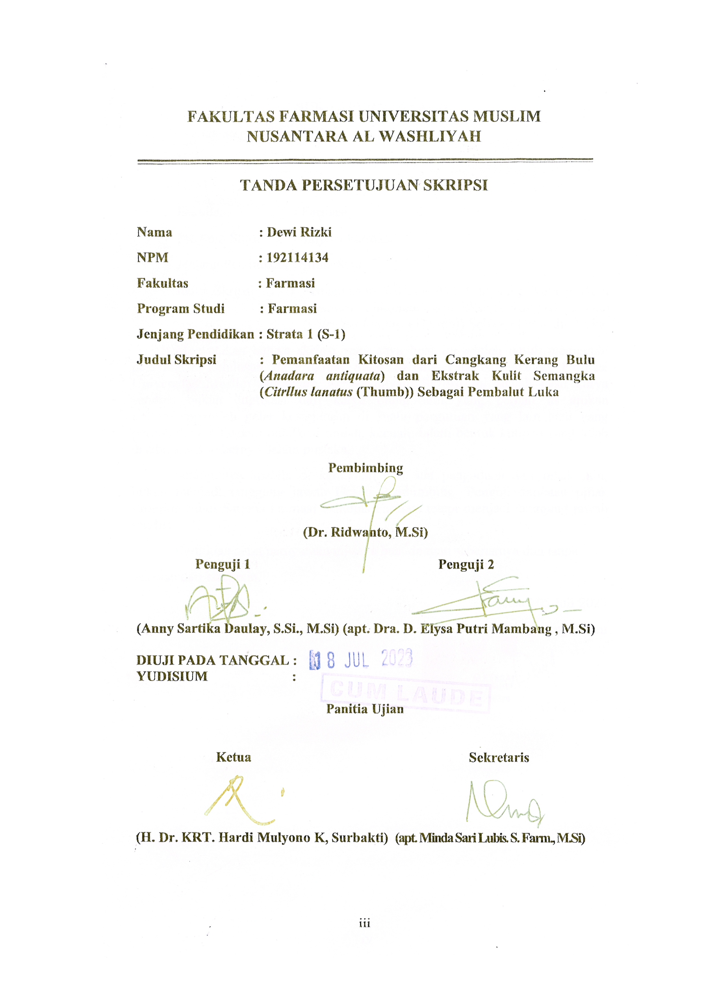 FAKULTAS FARMASI UNIVERSITAS MUSLIM
NUSANTARA AL WASHLIYAH
TANDA PERSETUJUAN SKRIPSI
Nama : Dewi Rizki
NPM : 192114134
Fakultas : Farmasi
Program Studi : Farmasi
Jenjang Pendidikan : Strata 1 (S-1)
Judul Skripsi : Pemanfaatan Kitosan dari Cangkang Kerang Bulu
(Anadara antiquata) dan Ekstrak Kulit Semangka
(Citrllus lanatus (Thumb)) Sebagai Pembalut Luka
Pembimbing
(Dr. Ridwanto, M.Si)
Penguji 1 Penguji 2
(Anny Sartika Daulay, S.Si., M.Si) (apt. Dra. D. Elysa Putri Mambang , M.Si)
DIUJI PADA TANGGAL : 18 JUL 2023
YUDISIUM :
CUM LAUDE
Panitia Ujian
Ketua Sekretaris
(H. Dr. KRT. Hardi Mulyono K, Surbakti) (apt. Minda Sari Lubis. S. Farm., M.Si)
iii